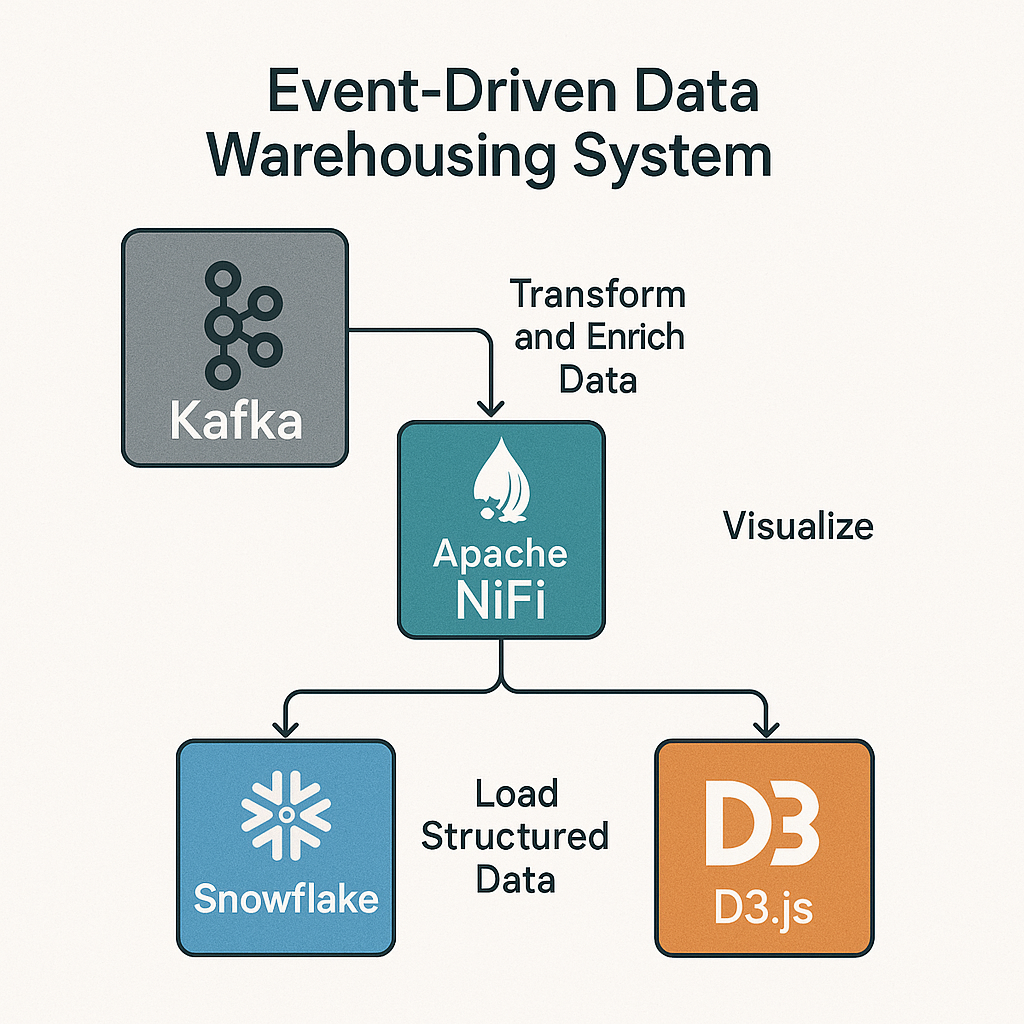 Event-Driven Data
Warehousing System
Kafka
Transform
and Enrich
Data
Apache
NiFi
Visualize
Snowflake
Load
Structured
Data
D3
D3.js